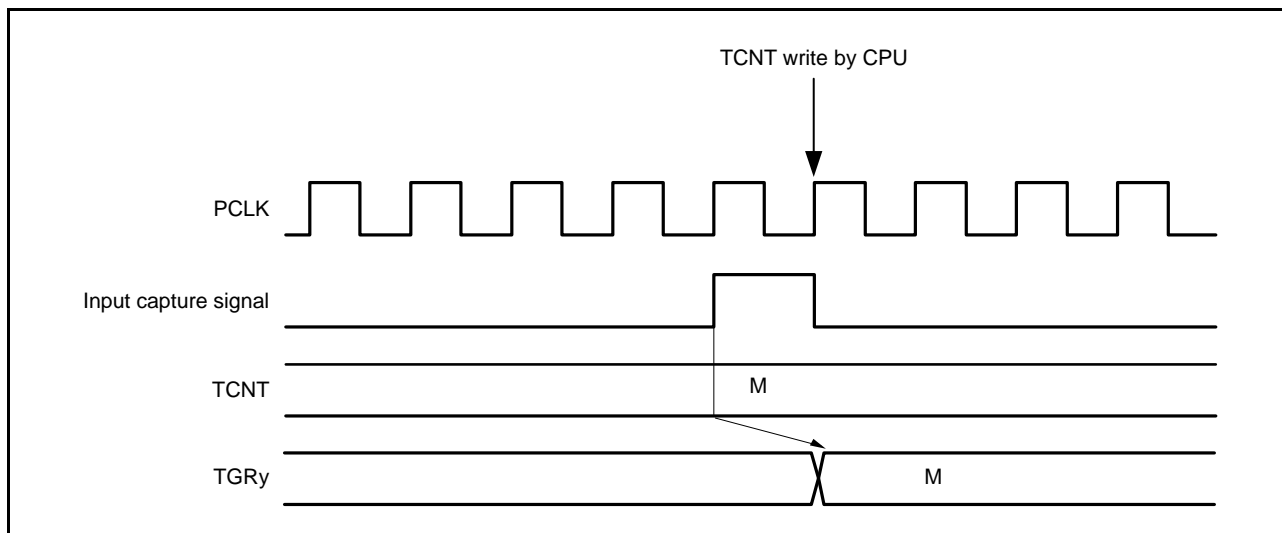 TCNT write by CPU
PCLK
Input capture signal
TCNT
M
TGRy
M